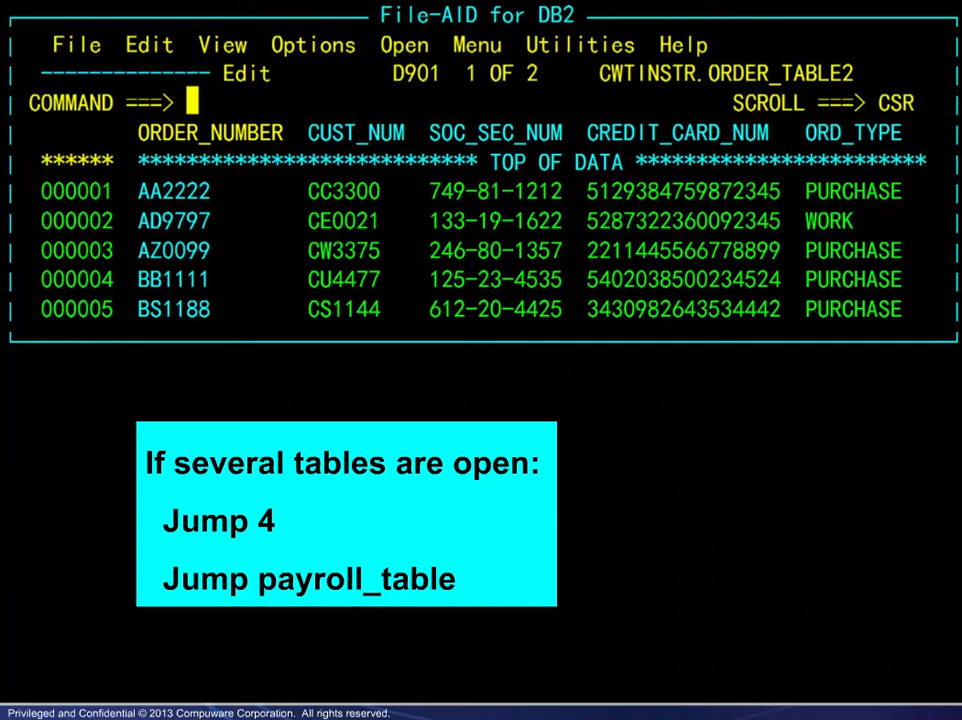 File-AID for DB2
File Edit View Options Open Menu Utilities Help
-------------- Edit D901 1 OF 2 CWTINSTR.ORDER_TABLE2
COMMAND ===> SCROLL ===> CSR
ORDER_NUMBER CUST_NUM SOC_SEC_NUM CREDIT_CARD_NUM ORD_TYPE
****** **************************** TOP OF DATA ************************
000001 AA2222 CC3300 749-81-1212 5129384759872345 PURCHASE
000002 AD9797 CE0021 133-19-1622 5287322360092345 WORK
000003 AZ0099 CW3375 246-80-1357 2211445566778899 PURCHASE
000004 BB1111 CU4477 125-23-4535 5402038500234524 PURCHASE
000005 BS1188 CS1144 612-20-4425 3430982643534442 PURCHASE
If several tables are open:
Jump 4
Jump payroll_table
Privileged and Confidential © 2013 Compuware Corporation. All rights reserved.